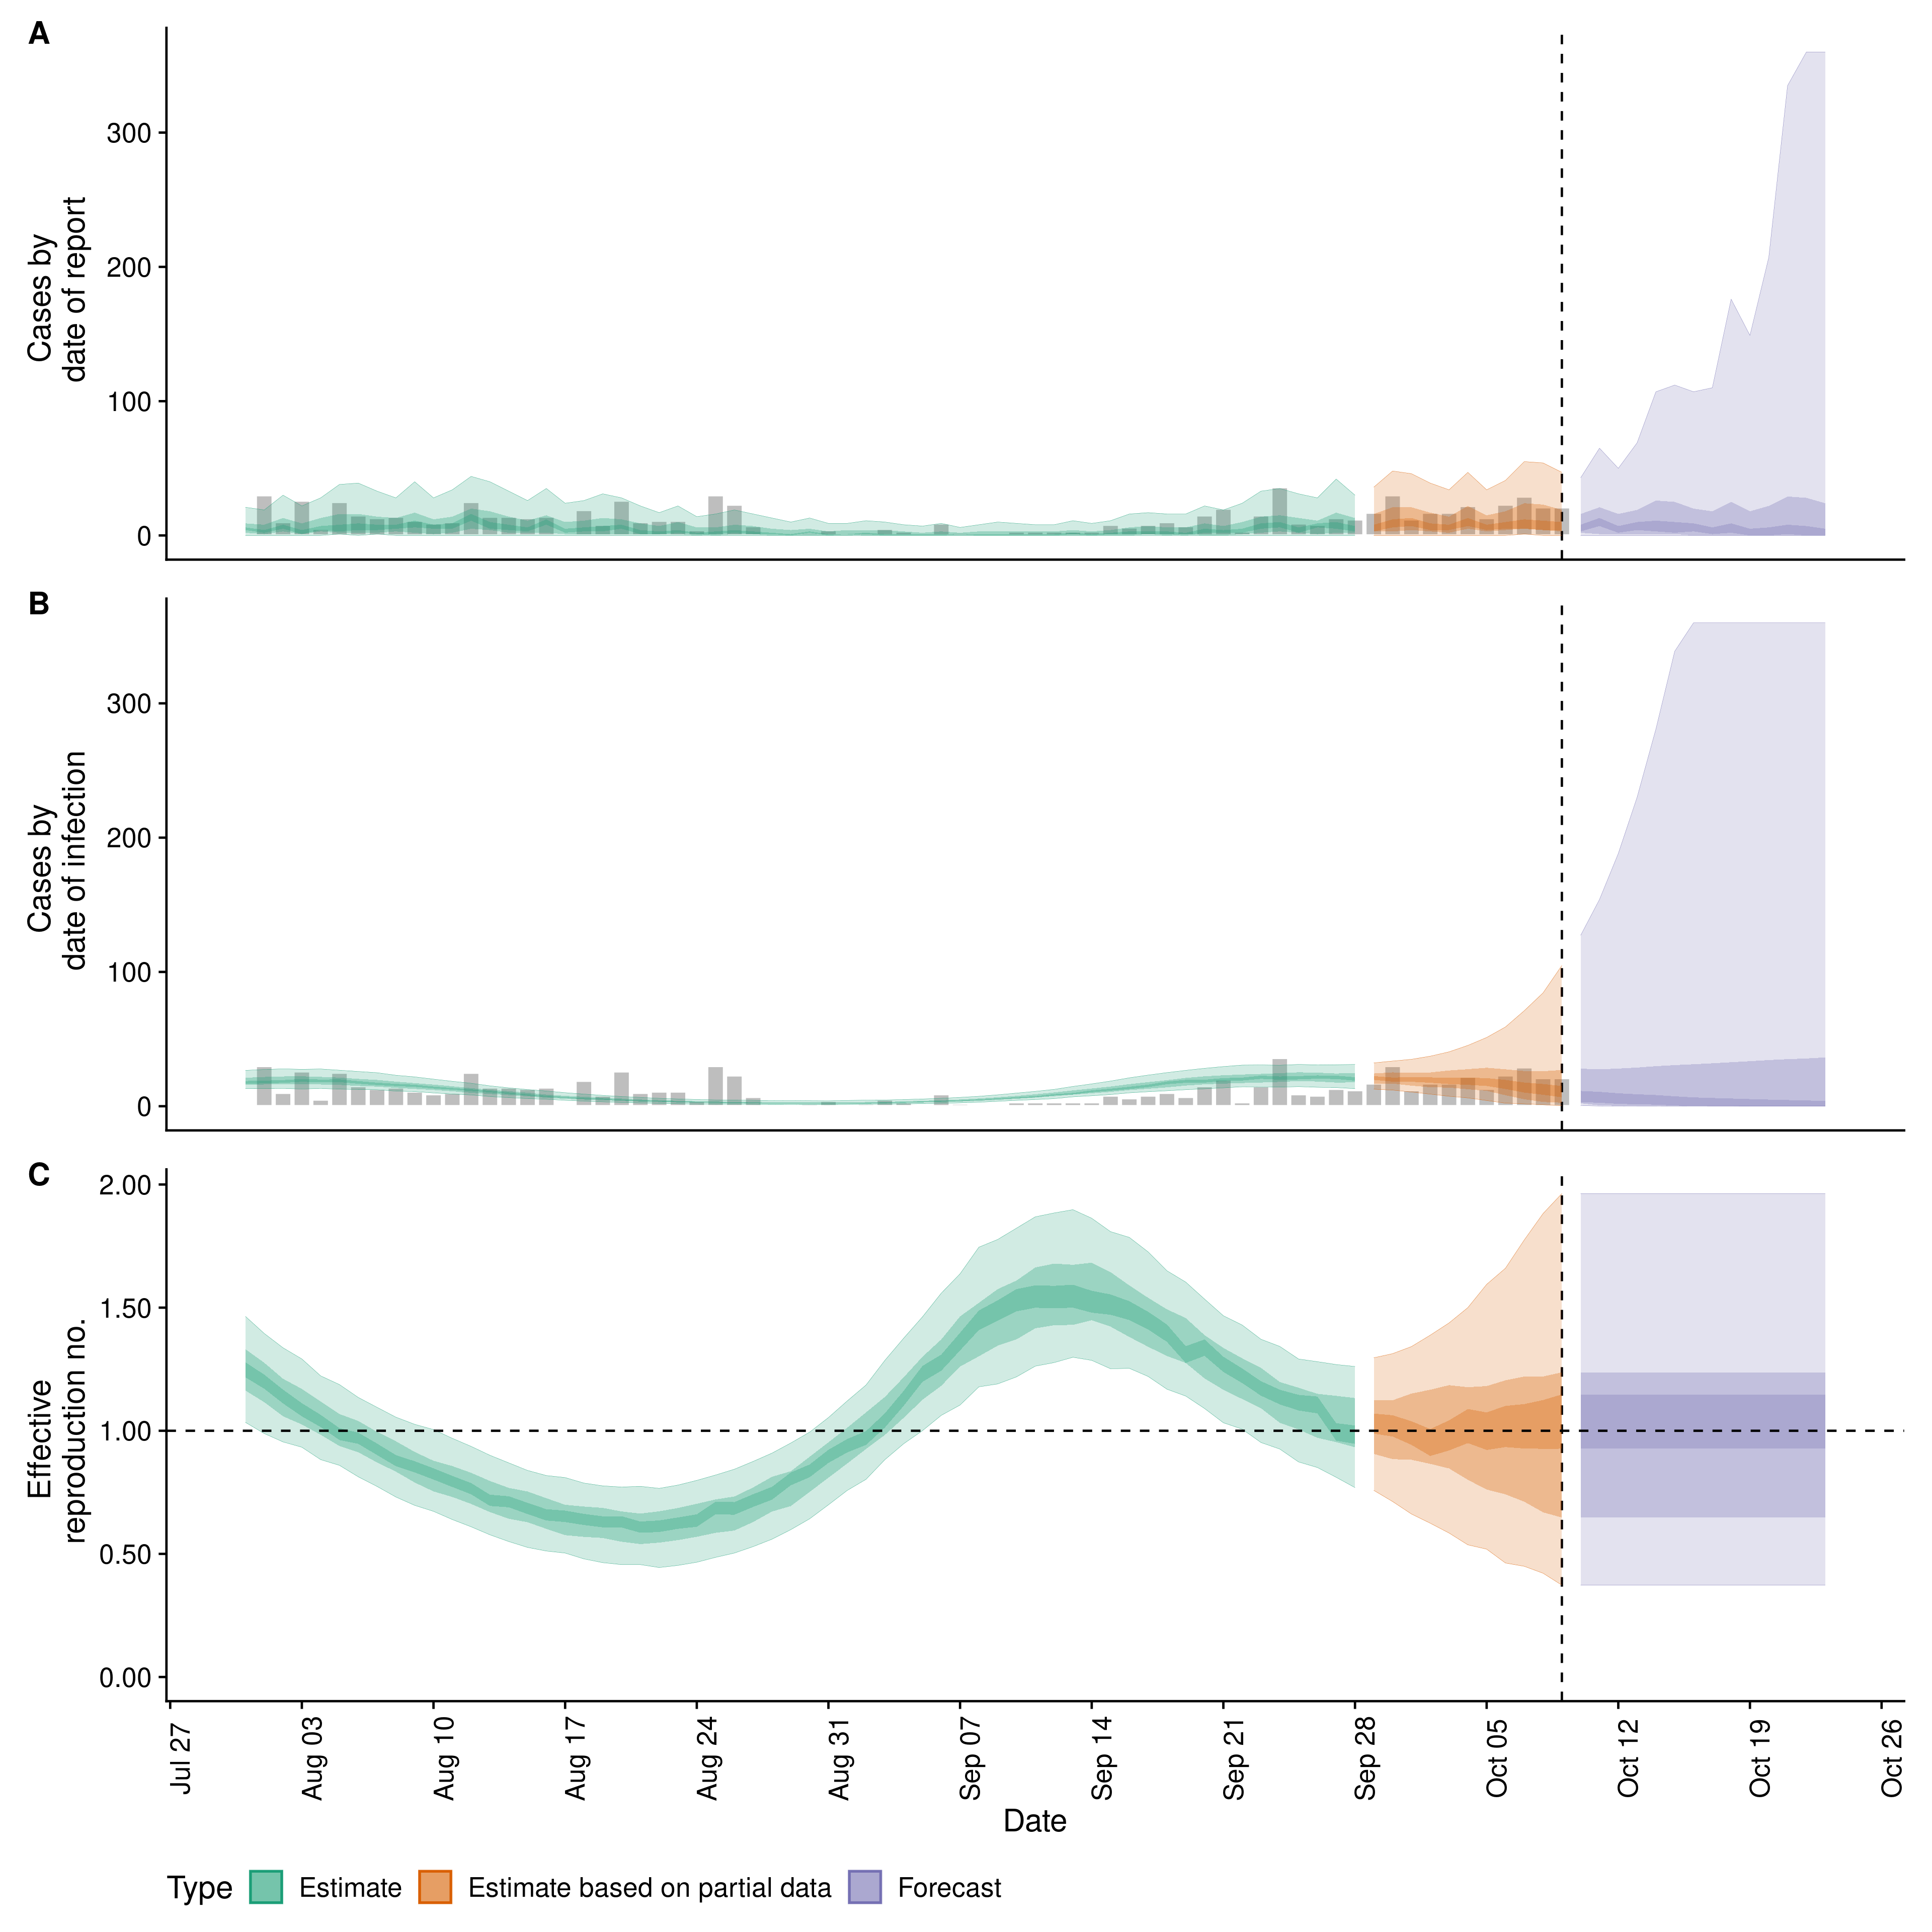 A
Cases by
date of report
300
200
100
0
B
Cases by
date of infection
300
200
100
0
C
Effective
reproduction no.
2.00
1.50
1.00
0.50
0.00
Jul 27
Aug 03
Aug 10
Aug 17
Aug 24
Aug 31
Sep 07
Sep 14
Sep 21
Sep 28
Oct 05
Oct 12
Oct 19
Oct 26
Date
Type Estimate Estimate based on partial data Forecast